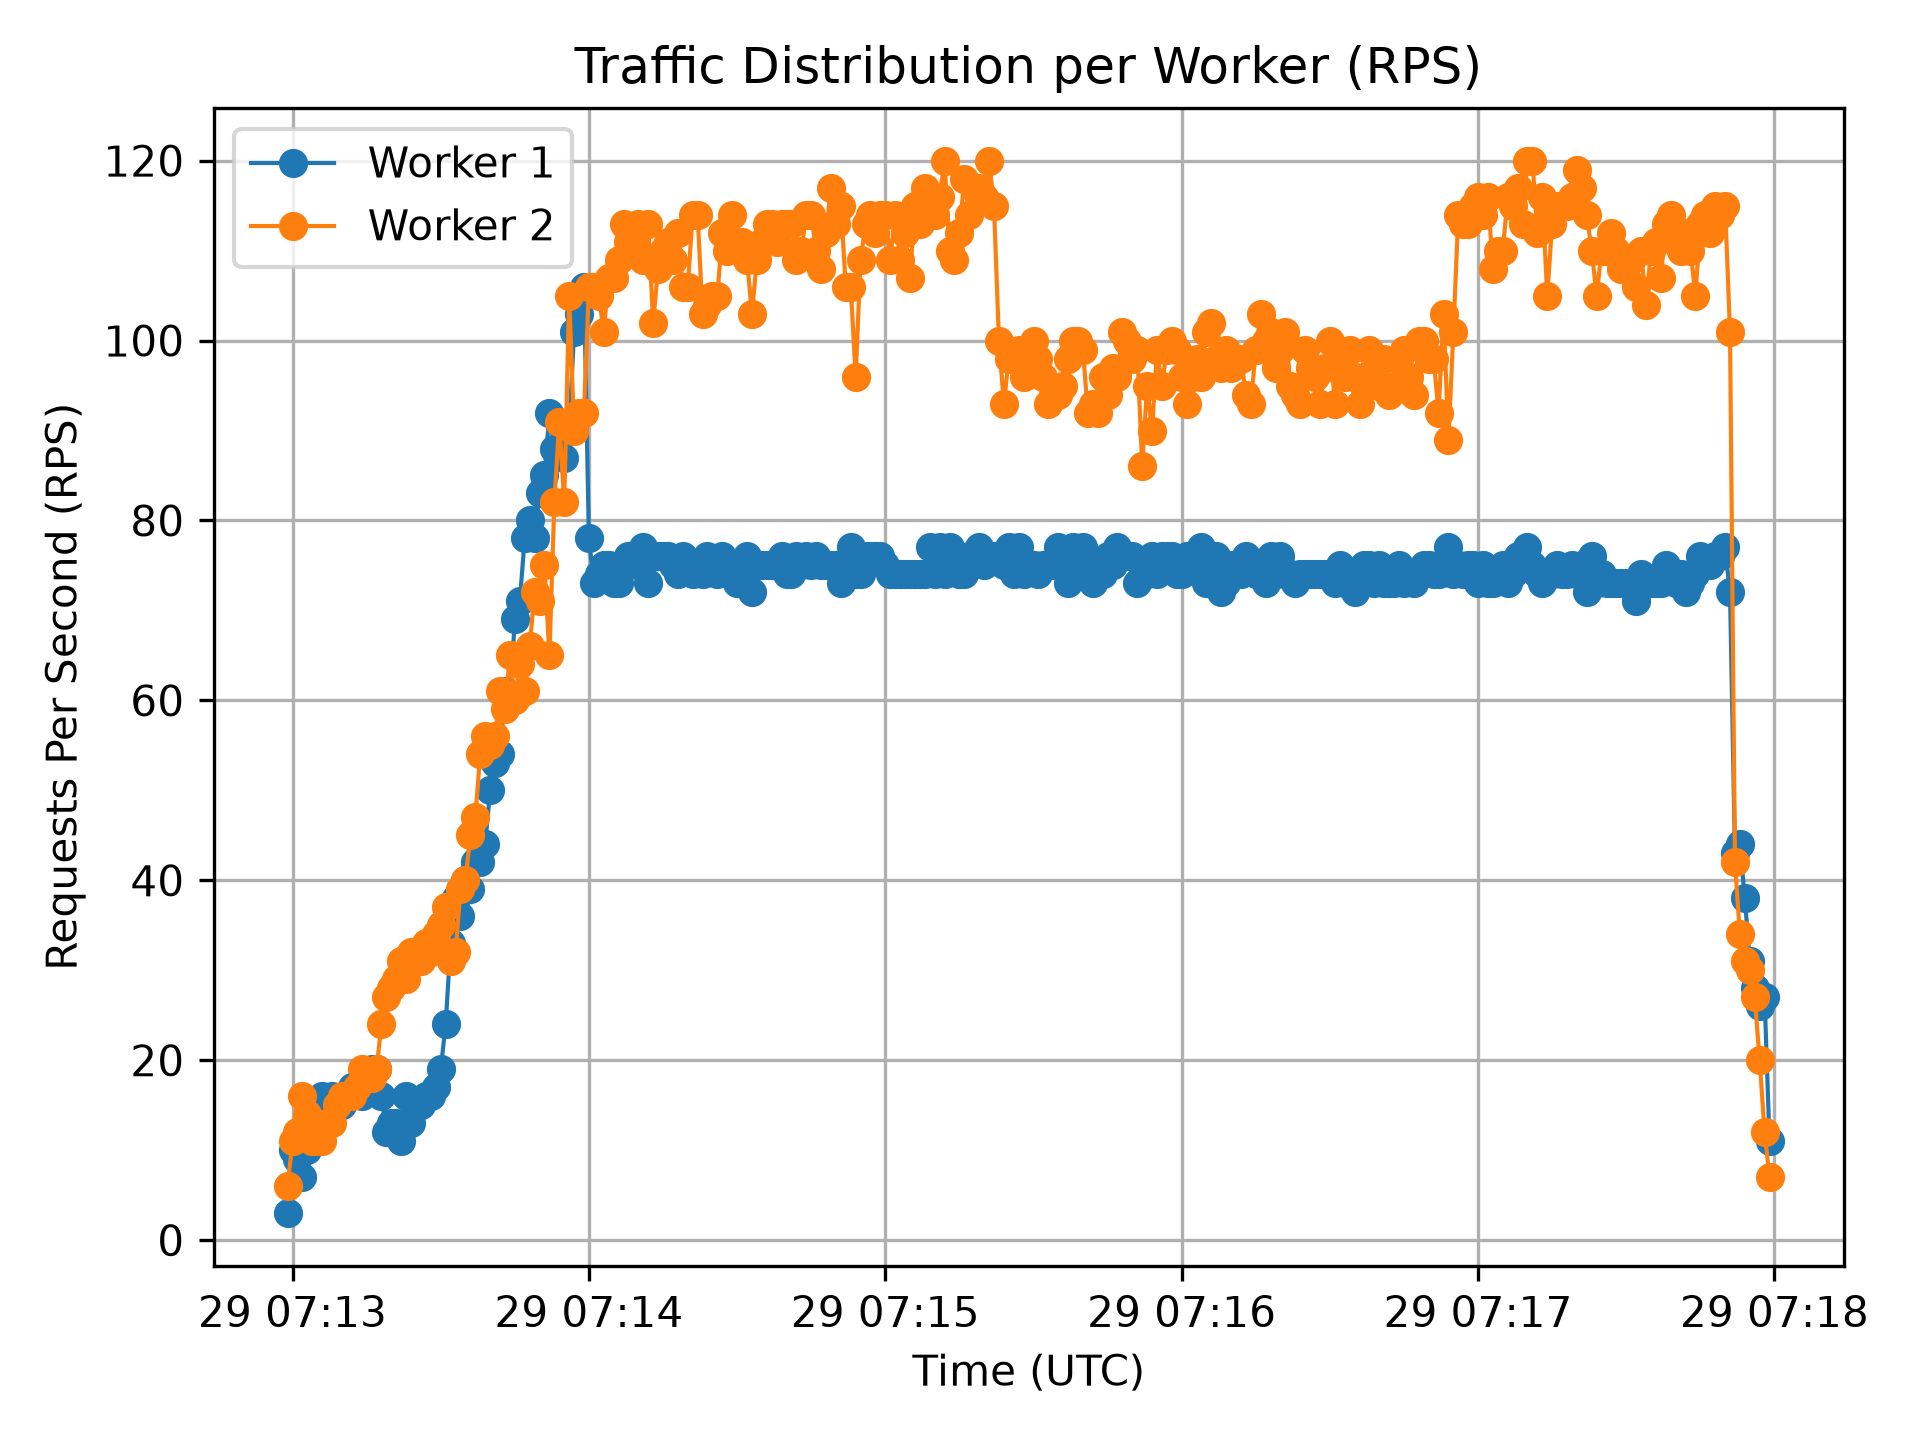 Traffic Distribution per Worker (RPS)
Worker 1
Worker 2
Requests Per Second (RPS)
120
100
80
60
40
20
0
29 07:13
29 07:14
29 07:15
29 07:16
29 07:17
29 07:18
Time (UTC)